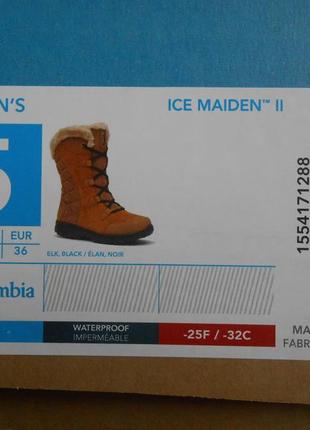 N'S
ICE MAIDEN™ II
5
EUR
36
ELK, BLACK / ÉLAN, NOIR
1554171288
mbia
WATERPROOF
IMPERMÉABLE
-25F / -32C
MA
FABR